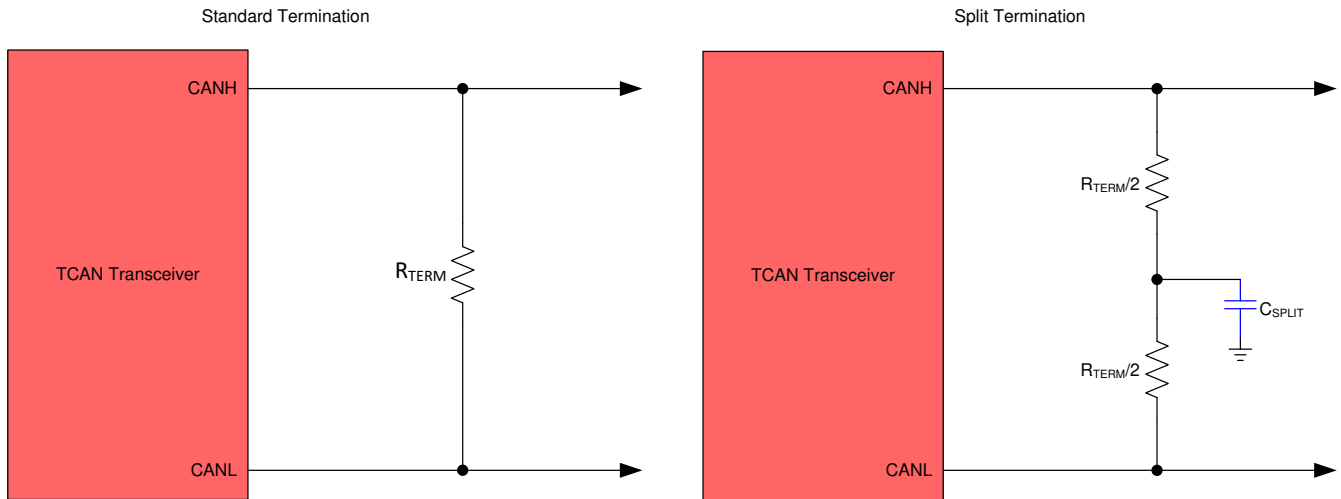 Standard Termination
CANH
TCAN Transceiver
RTERM
CANL
Split Termination
CANH
RTERM/2
TCAN Transceiver
CSPLIT
RTERM/2
CANL